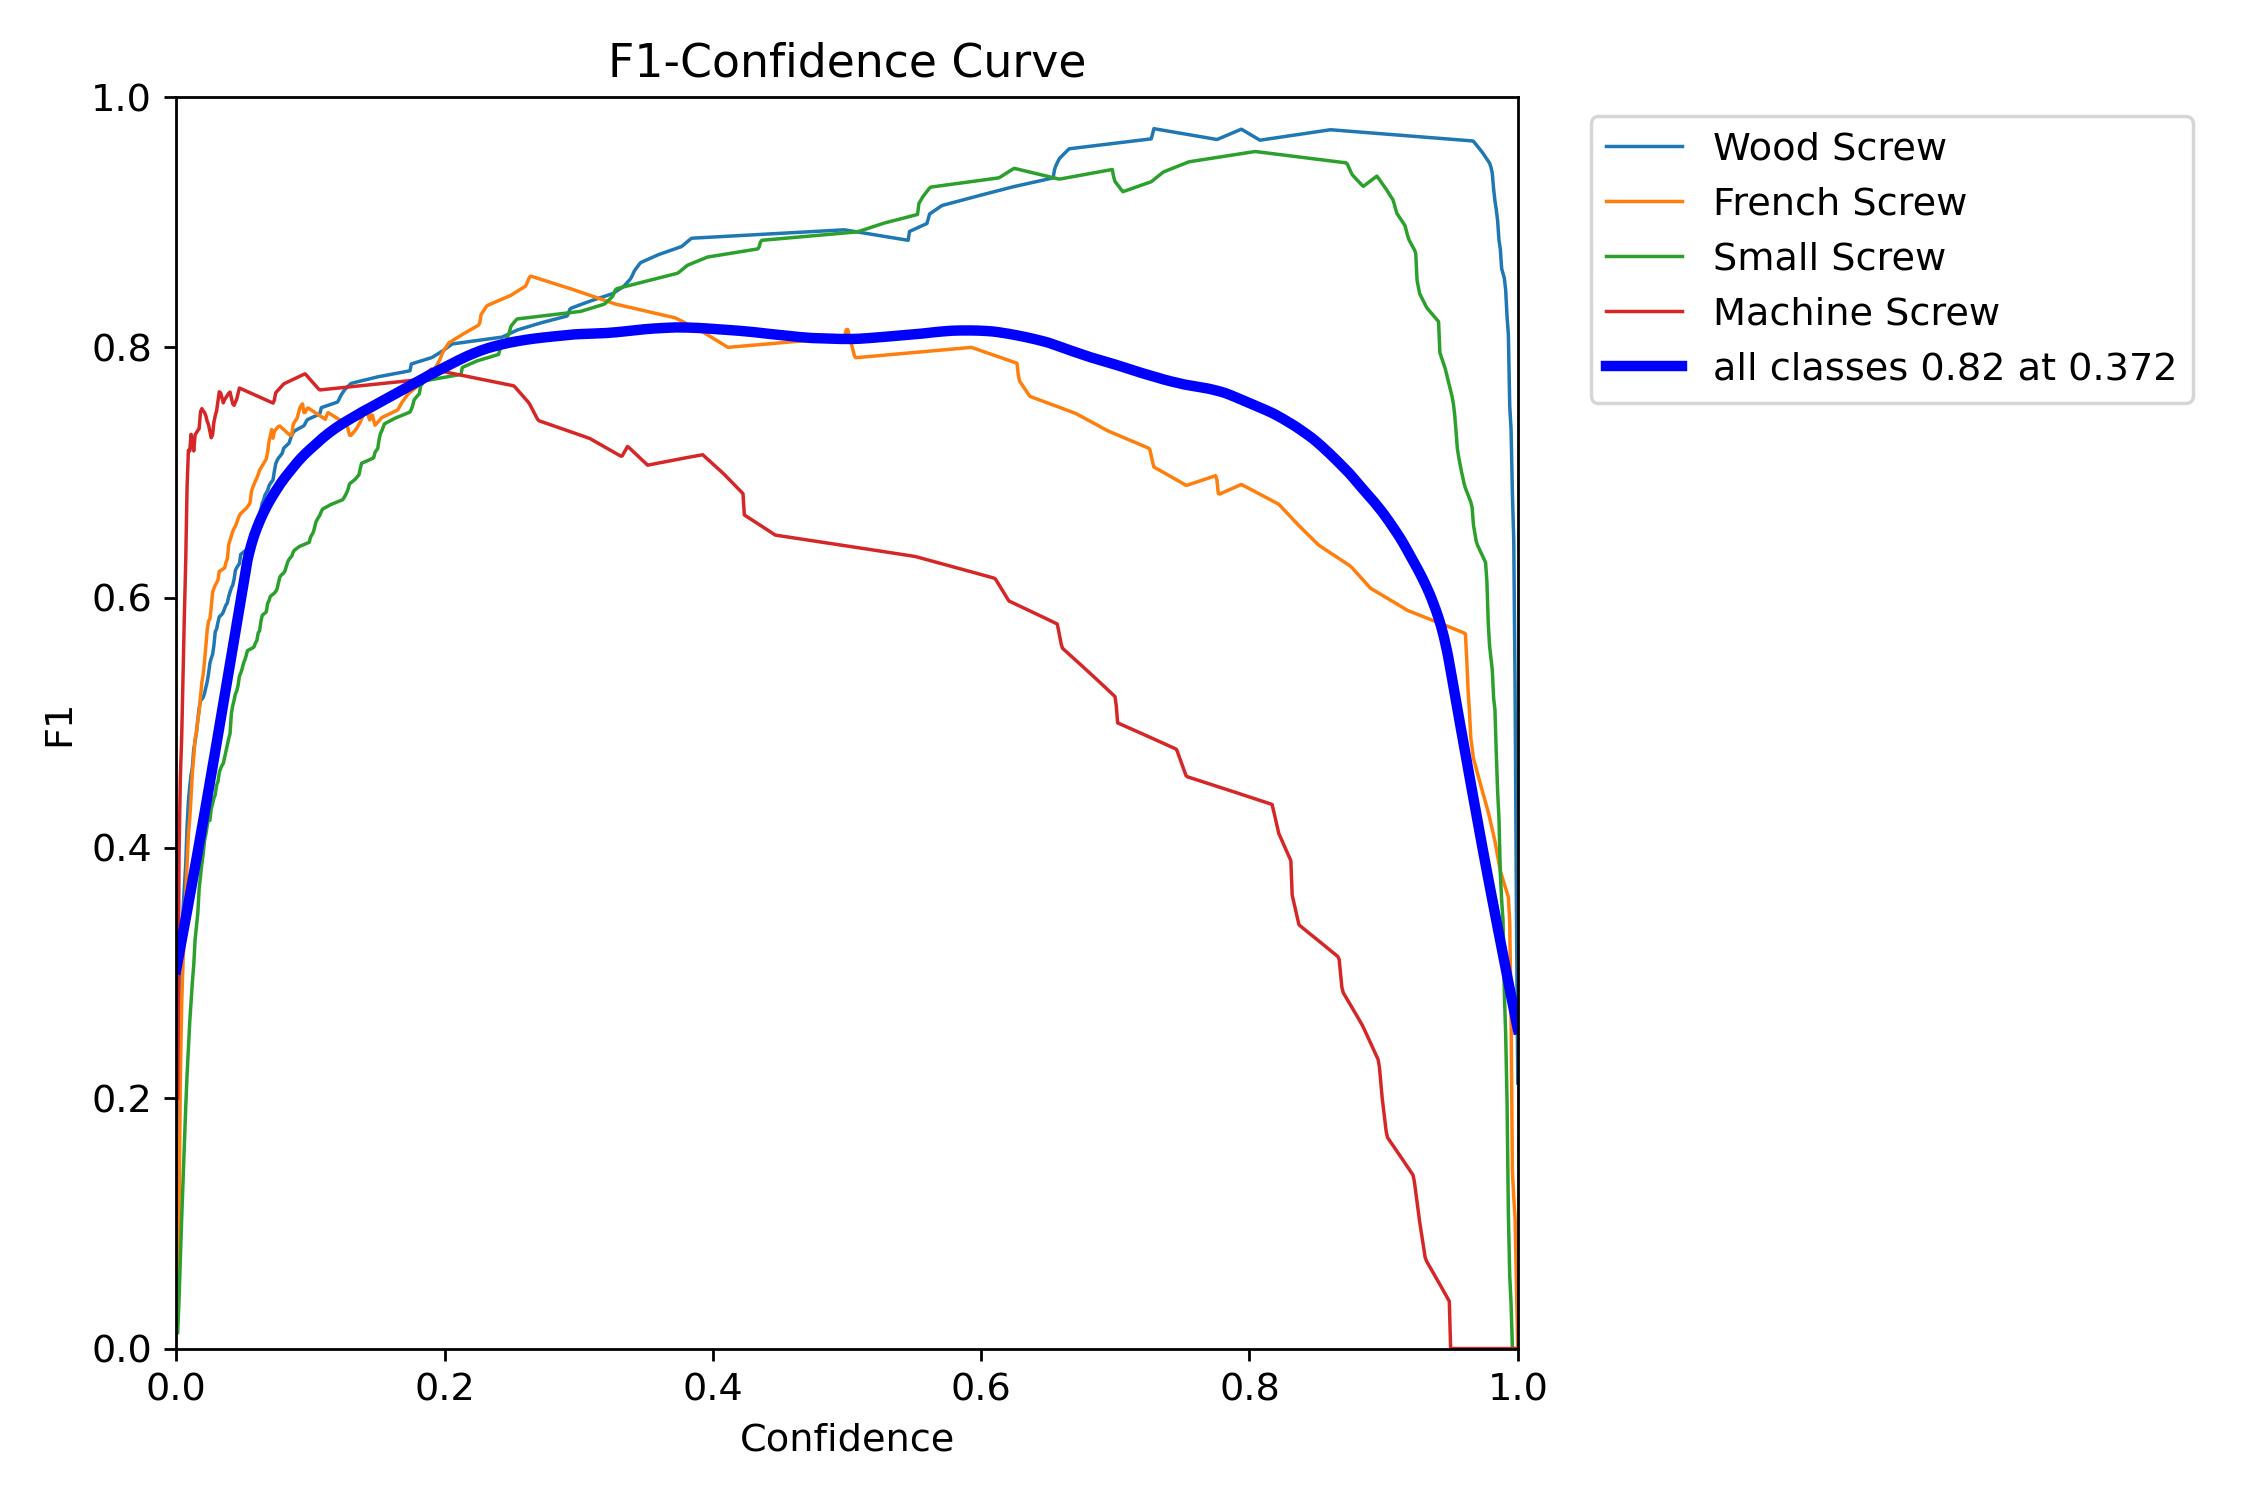 F1-Confidence Curve
1.0
0.8
0.6
0.4
0.2
0.0
F1
0.0 0.2 0.4 0.6 0.8 1.0
Confidence
Wood Screw
French Screw
Small Screw
Machine Screw
all classes 0.82 at 0.372